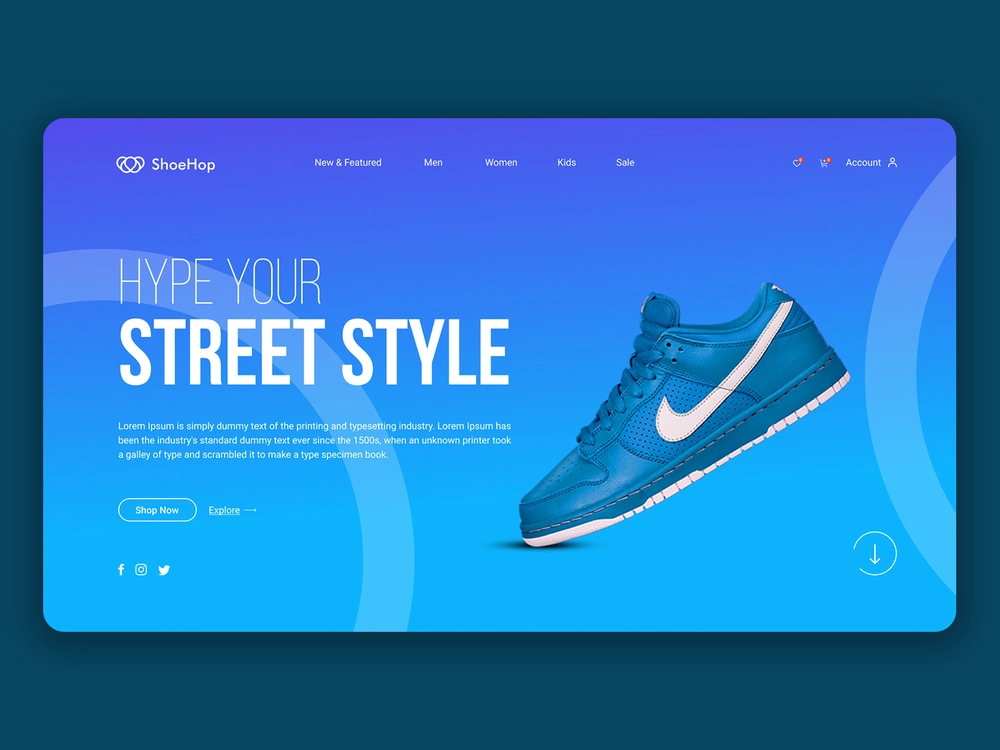 ShoeHop
New & Featured
Men
Women
Kids
Sale
Account
HYPE YOUR
STREET STYLE
Lorem Ipsum is simply dummy text of the printing and typesetting industry. Lorem Ipsum has
been the industry's standard dummy text ever since the 1500s, when an unknown printer took
a galley of type and scrambled it to make a type specimen book.
Shop Now
Explore